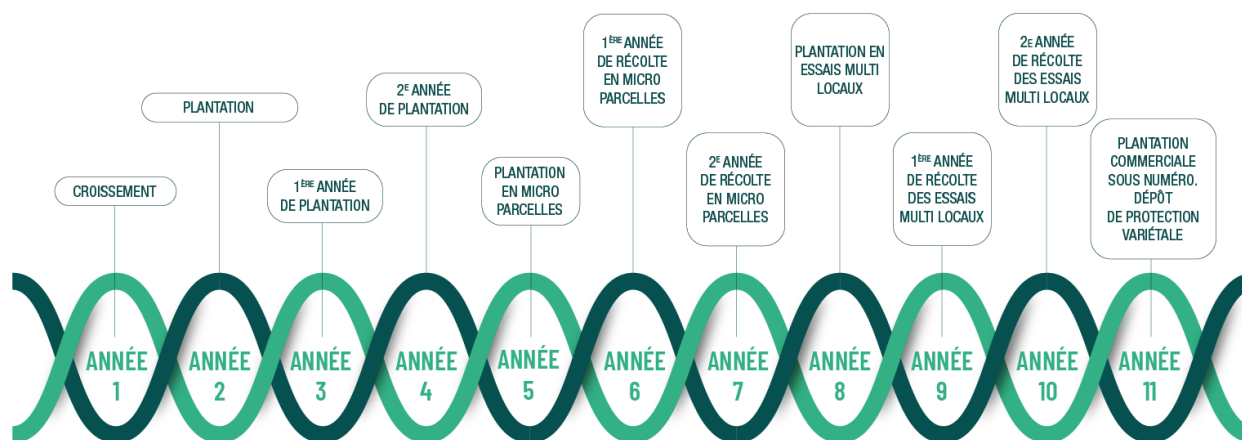 CROISSEMENT
PLANTATION
1ÈRE ANNÉE
DE PLANTATION
2E ANNÉE
DE PLANTATION
PLANTATION
EN MICRO
PARCELLES
1ÈRE ANNÉE
DE RÉCOLTE
EN MICRO
PARCELLES
2E ANNÉE
DE RÉCOLTE
EN MICRO
PARCELLES
PLANTATION EN
ESSAIS MULTI
LOCAUX
1ÈRE ANNÉE
DE RÉCOLTE
DES ESSAIS
MULTI LOCAUX
2E ANNÉE
DE RÉCOLTE
DES ESSAIS
MULTI LOCAUX
PLANTATION
COMMERCIALE
SOUS NUMÉRO.
DÉPÔT
DE PROTECTION
VARIÉTALE
ANNÉE
1
ANNÉE
2
ANNÉE
3
ANNÉE
4
ANNÉE
5
ANNÉE
6
ANNÉE
7
ANNÉE
8
ANNÉE
9
ANNÉE
10
ANNÉE
11